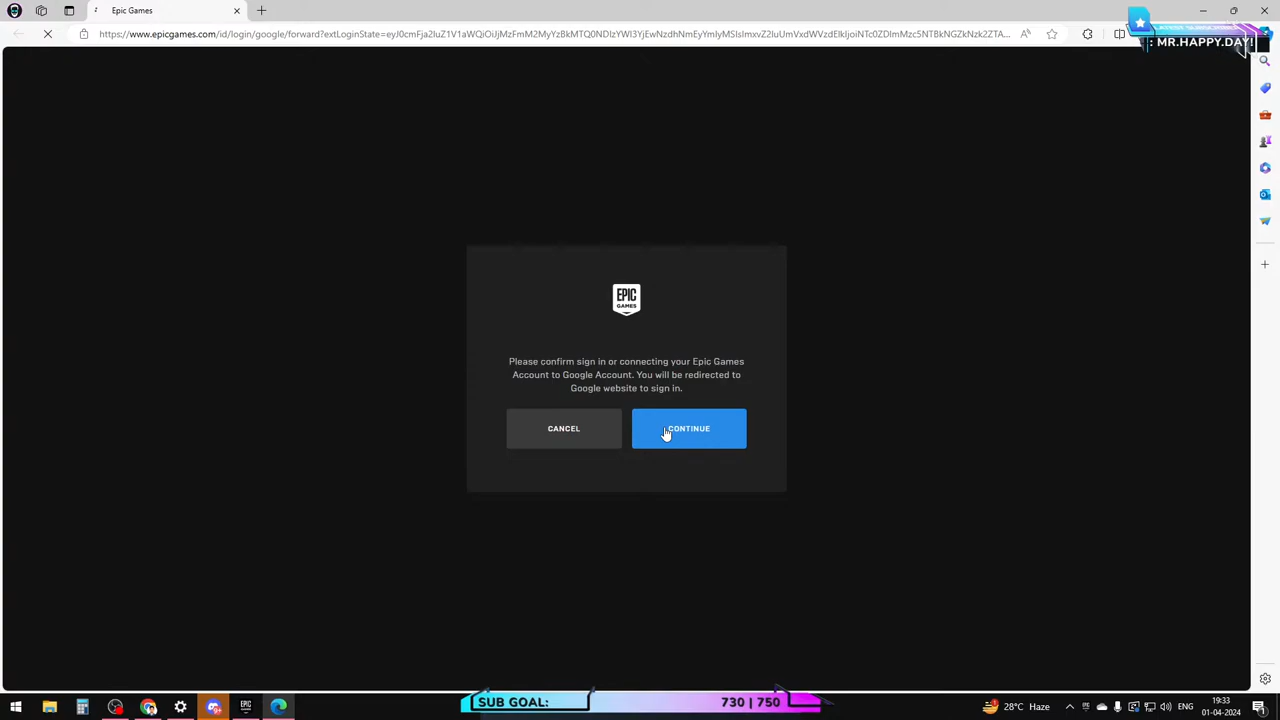 Epic Games
https://www.epicgames.com/id/login/google/forward?extLoginState=
: MR.HAPPY.DAY!
EPIC
GAMES
Please confirm sign in or connecting your Epic Games
Account to Google Account. You will be redirected to
Google website to sign in.
CANCEL
CONTINUE
SUB GOAL:
730 | 750
EPIC
28°C Haze
ENG
19:33
01-04-2024